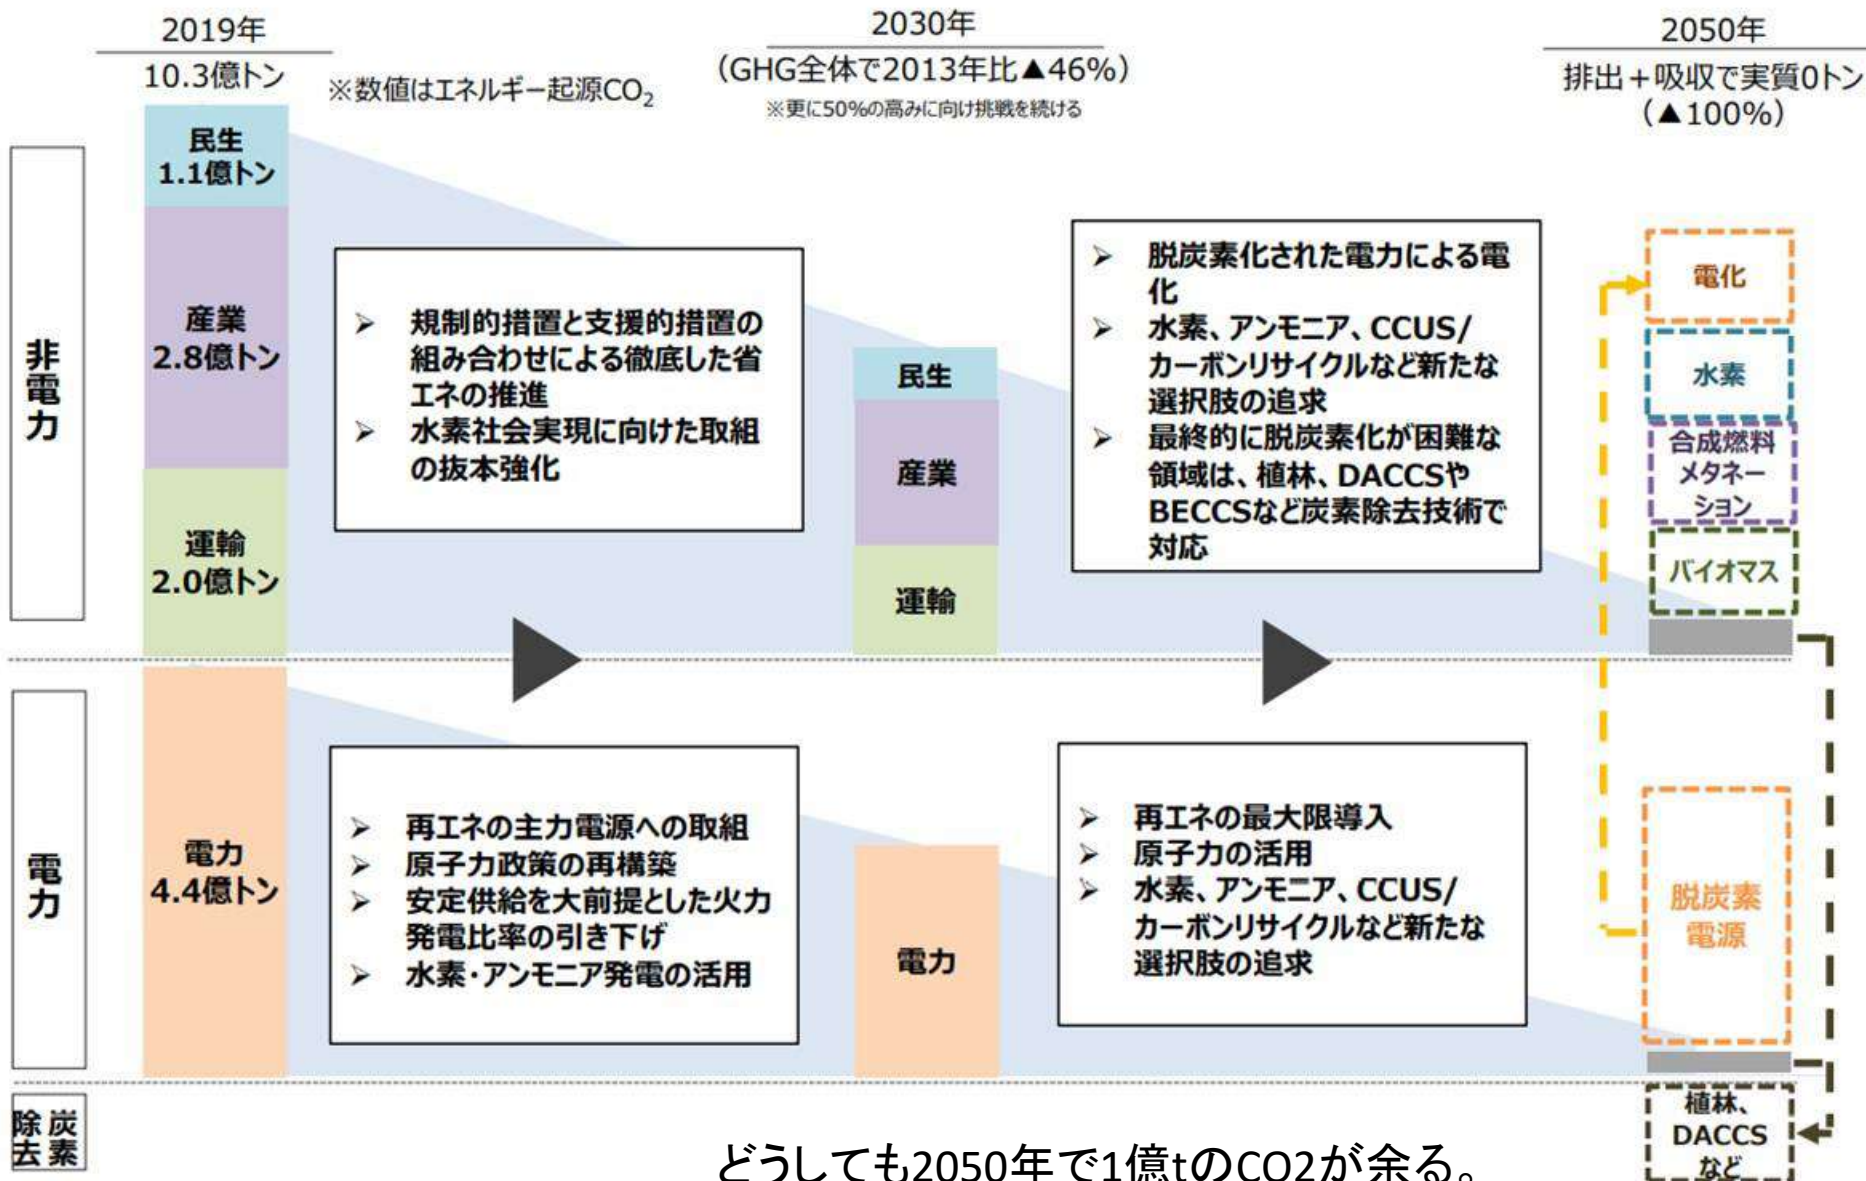 2019年
10.3億トン
※数値はエネルギー起源CO₂
2030年
(GHG全体で2013年比▲46%)
※更に50%の高みに向け挑戦を続ける
2050年
排出+吸収で実質0トン
(▲100%)
非電力
民生
1.1億トン
産業
2.8億トン
運輸
2.0億トン
➢ 規制的措置と支援的措置の
組み合わせによる徹底した省
エネの推進
➢ 水素社会実現に向けた取組
の抜本強化
民生
産業
運輸
➢ 脱炭素化された電力による電
化
➢ 水素、アンモニア、CCUS/
カーボンリサイクルなど新たな
選択肢の追求
➢ 最終的に脱炭素化が困難な
領域は、植林、DACCSや
BECCSなど炭素除去技術で
対応
電化
水素
合成燃料
メタネー
ション
バイオマス
電力
電力
4.4億トン
➢ 再エネの主力電源への取組
➢ 原子力政策の再構築
➢ 安定供給を大前提とした火力
発電比率の引き下げ
➢ 水素・アンモニア発電の活用
電力
➢ 再エネの最大限導入
➢ 原子力の活用
➢ 水素、アンモニア、CCUS/
カーボンリサイクルなど新たな
選択肢の追求
脱炭素
電源
炭素
除去
植林、
DACCS
など
どうしても2050年で1億tのCO2が余る。